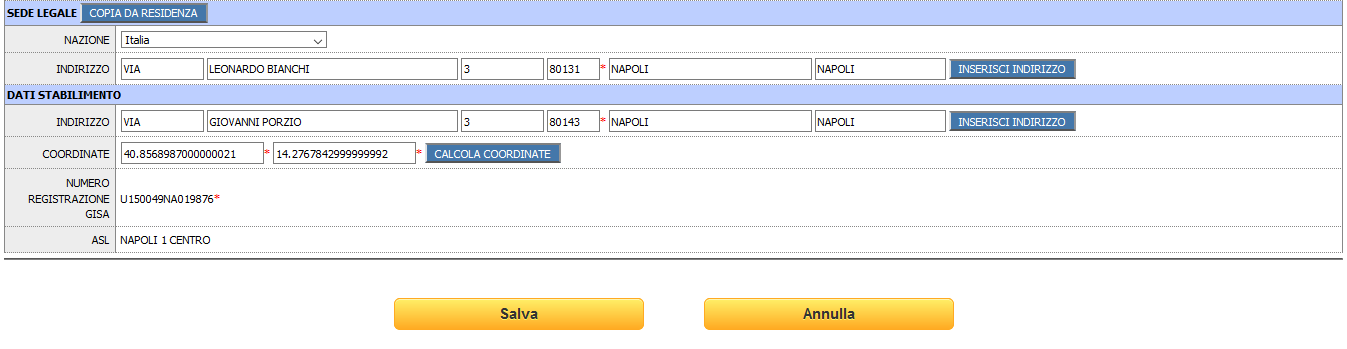 SEDE LEGALE COPIA DA RESIDENZA
NAZIONE Italia
INDIRIZZO VIA LEONARDO BIANCHI 3 80131 * NAPOLI NAPOLI INSERISCI INDIRIZZO
DATI STABILIMENTO
INDIRIZZO VIA GIOVANNI PORZIO 3 80143 * NAPOLI NAPOLI INSERISCI INDIRIZZO
COORDINATE 40.8568987000000021 * 14.2767842999999992 * CALCOLA COORDINATE
NUMERO
REGISTRAZIONE U150049NA019876*
GISA
ASL NAPOLI 1 CENTRO
Salva Annulla